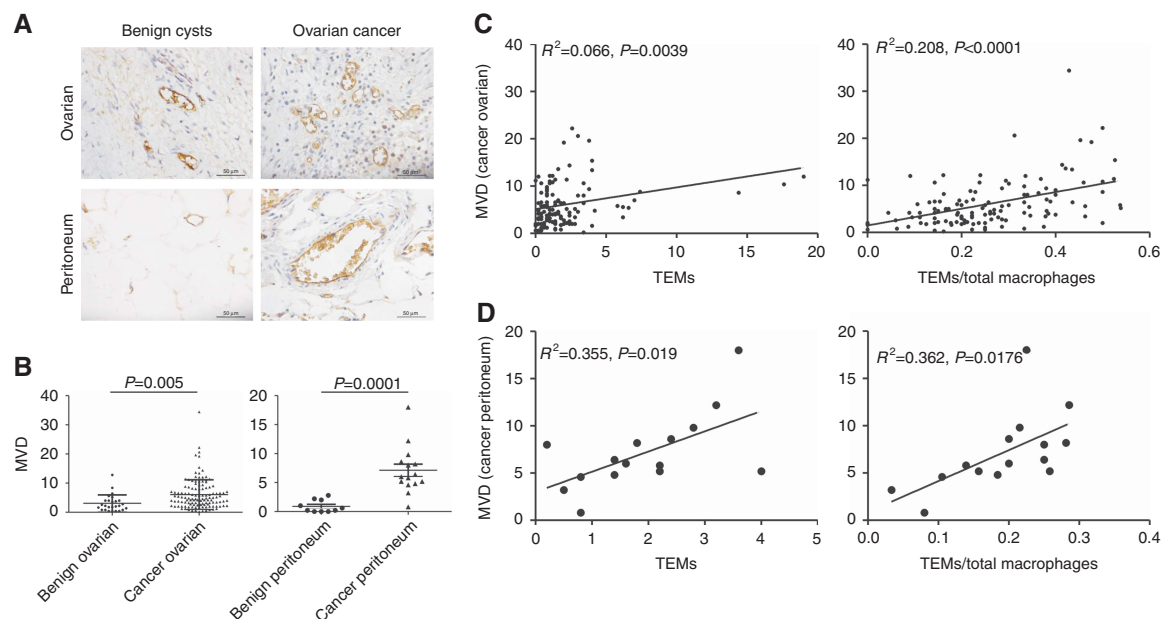 A
Benign cysts
Ovarian cancer
Ovarian
50 µm
50 µm
Peritoneum
50 µm
50 µm
B
P=0.005
P=0.0001
MVD
40
30
20
10
0
20
15
10
5
0
Benign ovarian
Cancer ovarian
Benign peritoneum
Cancer peritoneum
C
R²=0.066, P=0.0039
MVD (cancer ovarian)
40
30
20
10
0
0 5 10 15 20
TEMs
R²=0.208, P<0.0001
40
30
20
10
0
0.0 0.2 0.4 0.6
TEMs/total macrophages
D
R²=0.355, P=0.019
MVD (cancer peritoneum)
20
15
10
5
0
0 1 2 3 4 5
TEMs
R²=0.362, P=0.0176
20
15
10
5
0
0.0 0.1 0.2 0.3 0.4
TEMs/total macrophages